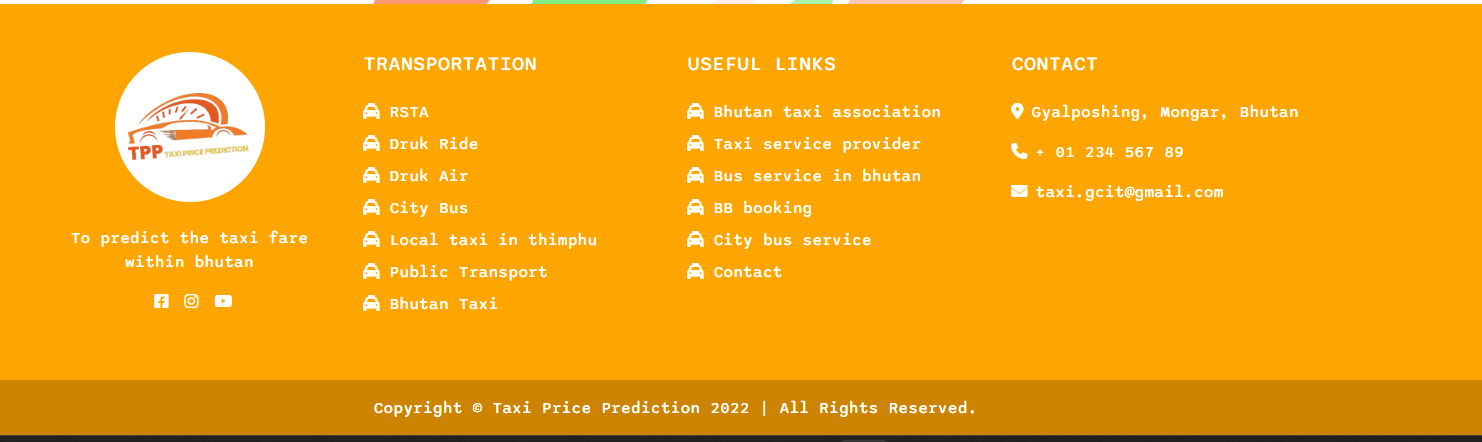 TPP TAXI PRICE PREDICTION
To predict the taxi fare
within bhutan
TRANSPORTATION
RSTA
Druk Ride
Druk Air
City Bus
Local taxi in thimphu
Public Transport
Bhutan Taxi
USEFUL LINKS
Bhutan taxi association
Taxi service provider
Bus service in bhutan
BB booking
City bus service
Contact
CONTACT
Gyalposhing, Mongar, Bhutan
+ 01 234 567 89
taxi.gcit@gmail.com
Copyright © Taxi Price Prediction 2022 | All Rights Reserved.